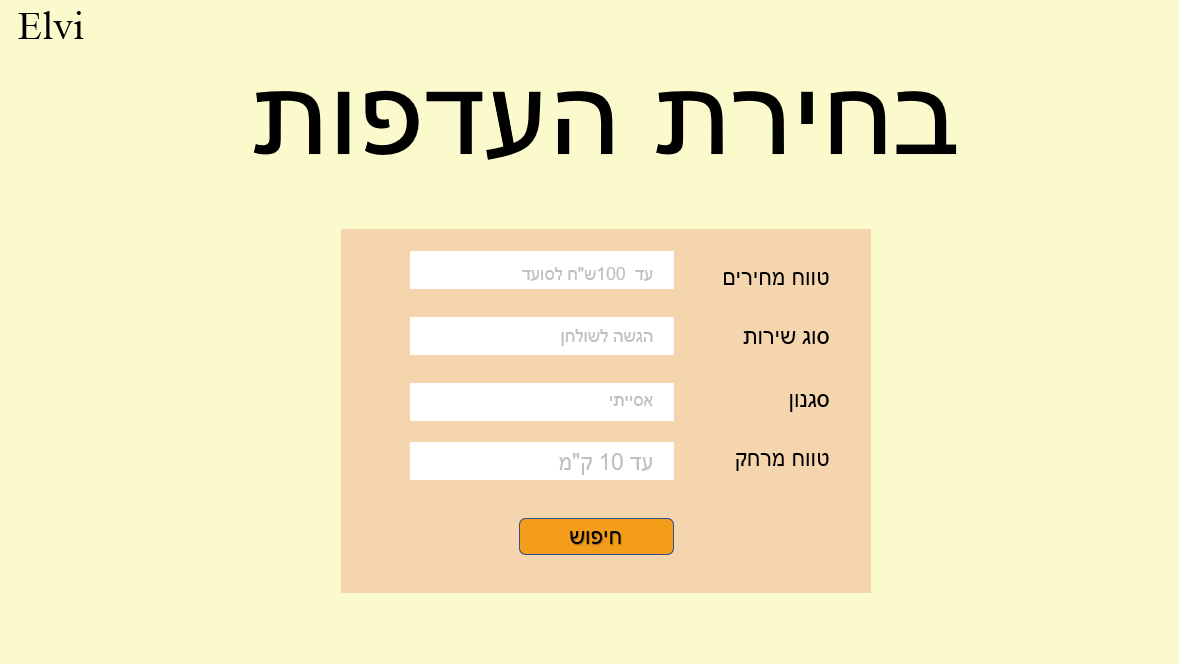 Elvi
בחירת העדפות
טווח מחירים
עד 100ש"ח לסועד
סוג שירות
הגשה לשולחן
סגנון
אסייתי
טווח מרחק
עד 10 ק"מ
חיפוש